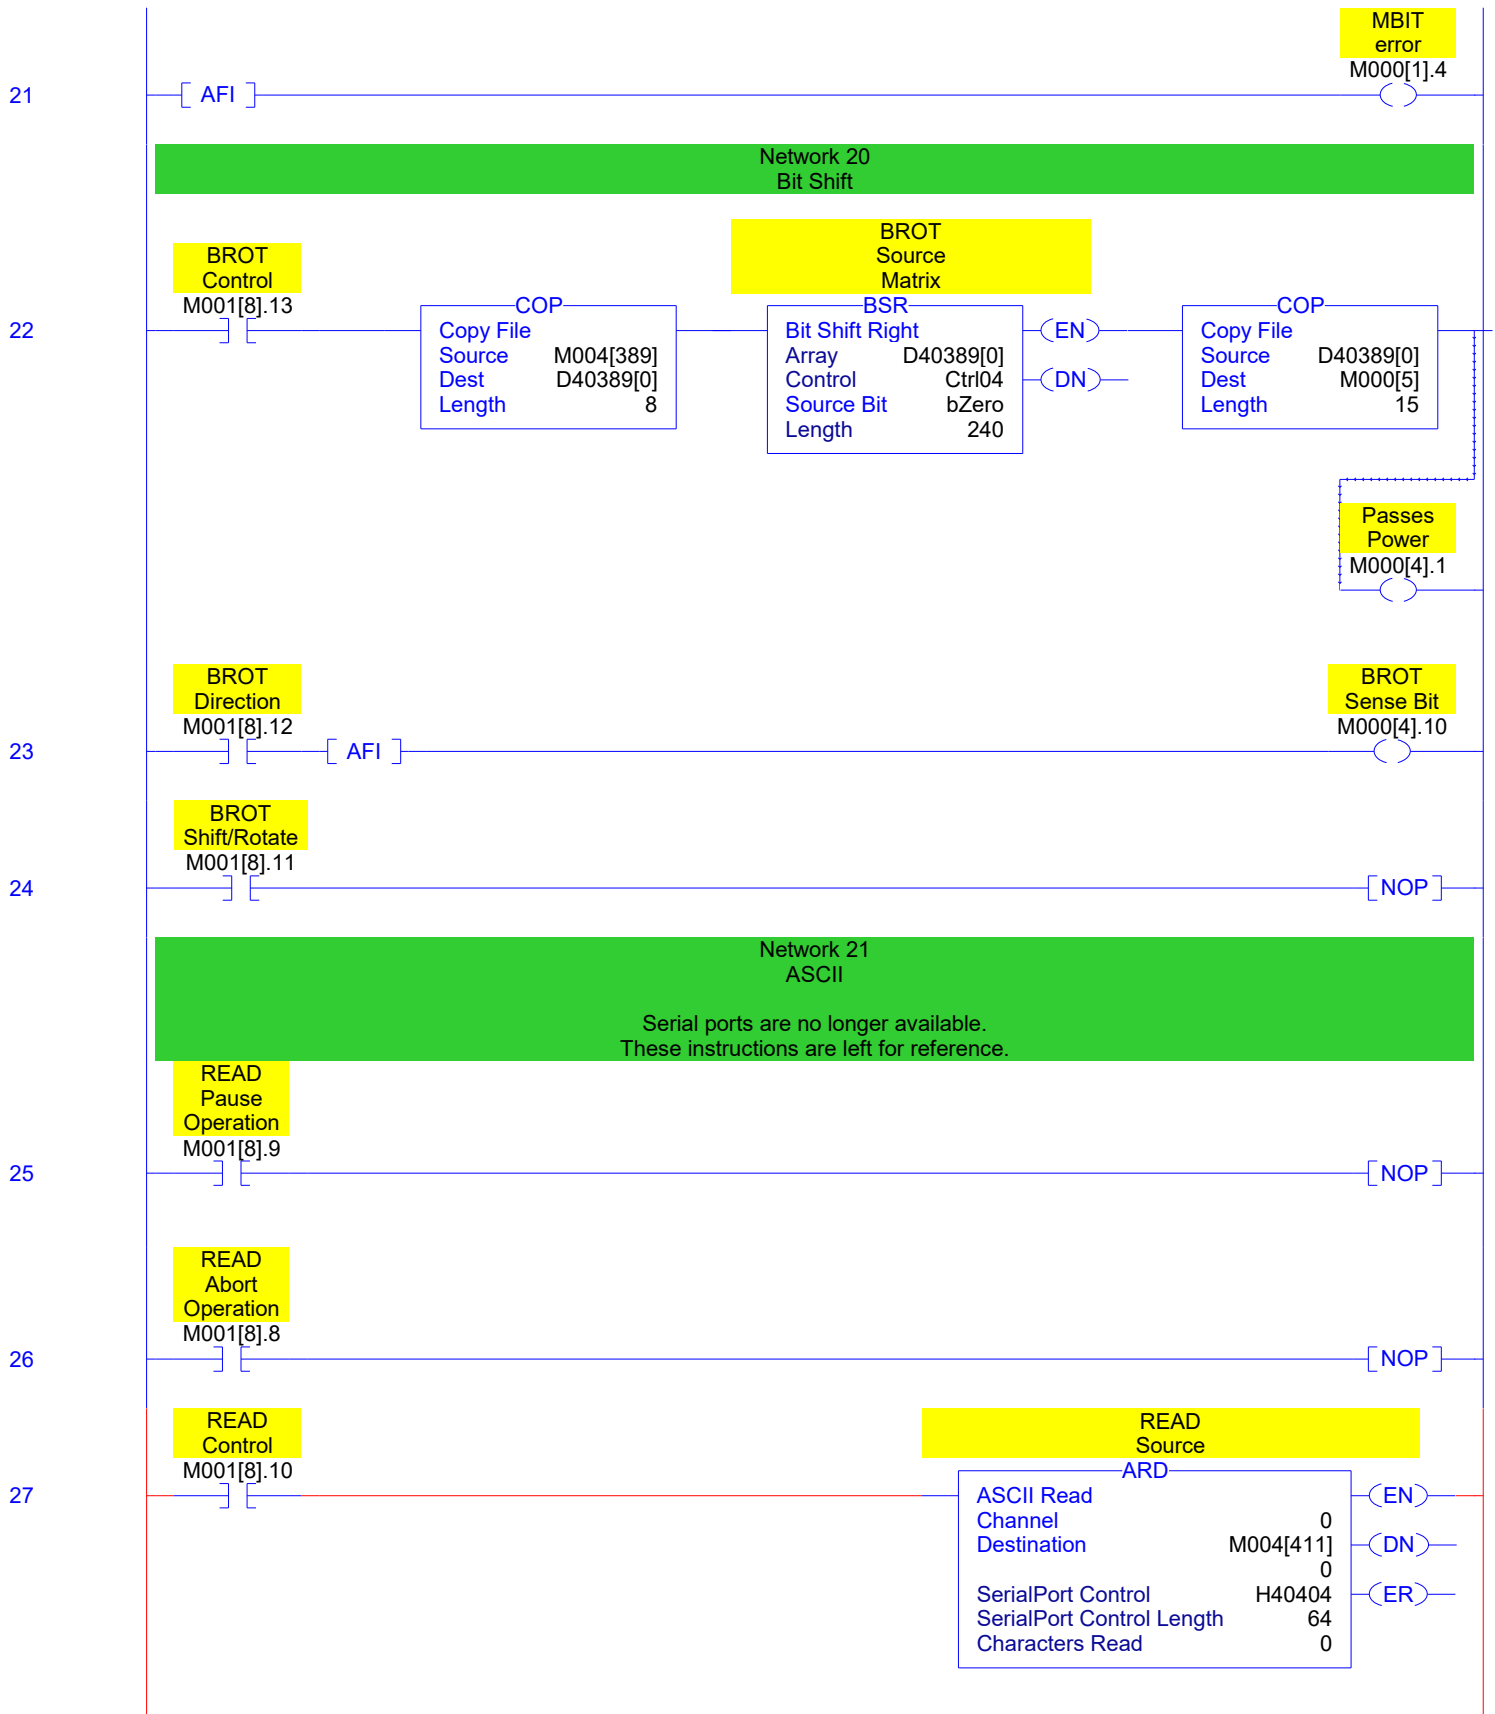 MBIT
error
M000[1].4
21
AFI
Network 20
Bit Shift
BROT
Control
M001[8].13
22
COP
Copy File
Source M004[389]
Dest D40389[0]
Length 8
BROT
Source
Matrix
BSR
Bit Shift Right
Array D40389[0]
Control Ctrl04
Source Bit bZero
Length 240
EN
DN
COP
Copy File
Source D40389[0]
Dest M000[5]
Length 15
Passes
Power
M000[4].1
BROT
Direction
M001[8].12
23
AFI
BROT
Sense Bit
M000[4].10
BROT
Shift/Rotate
M001[8].11
24
NOP
Network 21
ASCII
Serial ports are no longer available.
These instructions are left for reference.
READ
Pause
Operation
M001[8].9
25
NOP
READ
Abort
Operation
M001[8].8
26
NOP
READ
Control
M001[8].10
27
READ
Source
ARD
ASCII Read
Channel 0
Destination M004[411]
0
SerialPort Control H40404
SerialPort Control Length 64
Characters Read 0
EN
DN
ER